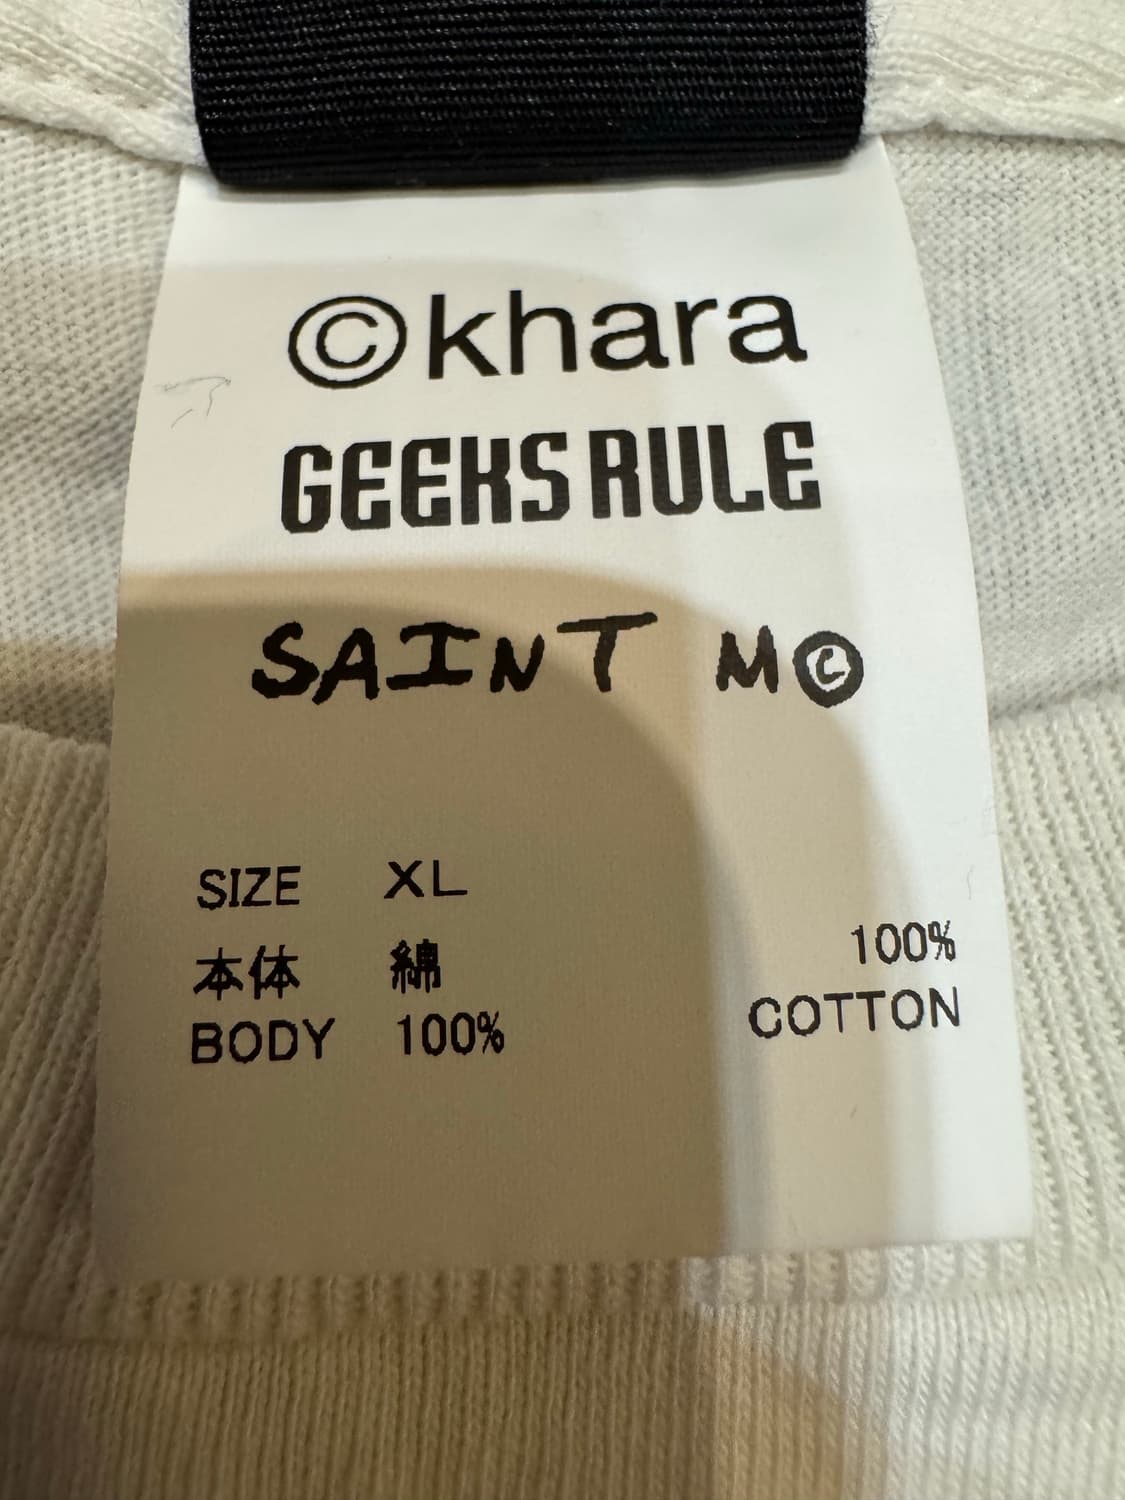 ©khara
GEEKS RULE
SAINT M©
SIZE XL
本体 綿 100%
BODY 100% COTTON